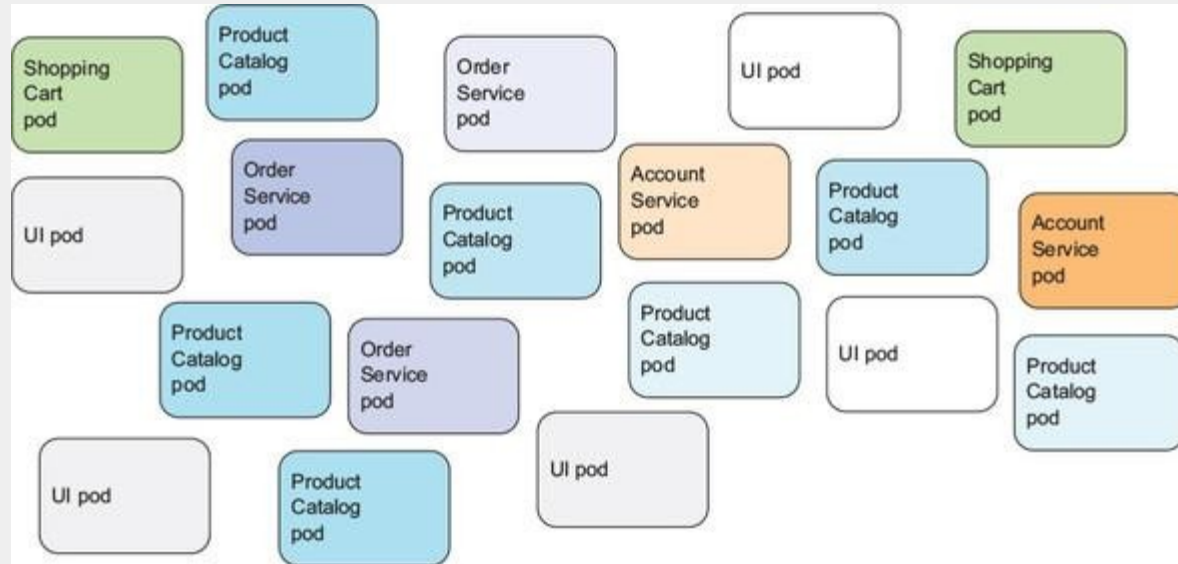 Shopping
Cart
pod
Product
Catalog
pod
Order
Service
pod
UI pod
Shopping
Cart
pod
UI pod
Order
Service
pod
Product
Catalog
pod
Account
Service
pod
Product
Catalog
pod
Account
Service
pod
Product
Catalog
pod
Order
Service
pod
Product
Catalog
pod
UI pod
Product
Catalog
pod
UI pod
Product
Catalog
pod
UI pod